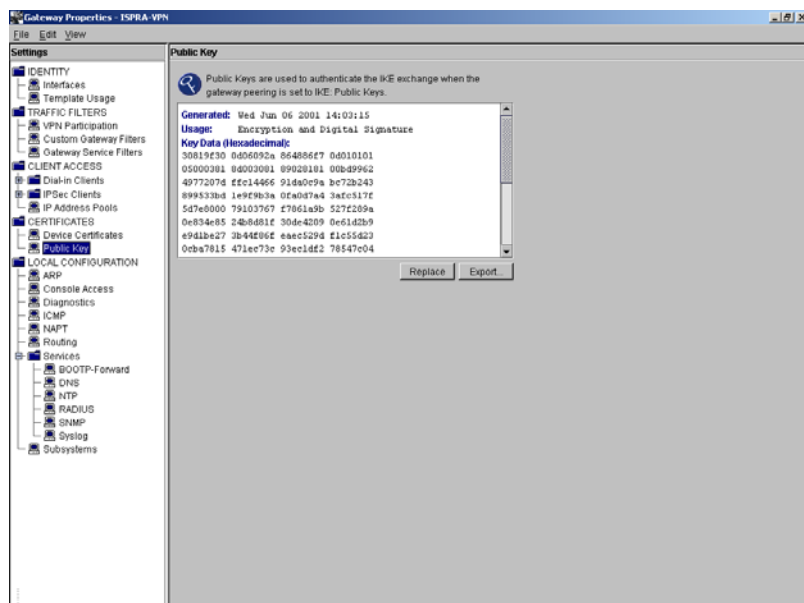 Gateway Properties - ISPRA-VPN
File Edit View
Settings
IDENTITY
Interfaces
Template Usage
TRAFFIC FILTERS
VPN Participation
Custom Gateway Filters
Gateway Service Filters
CLIENT ACCESS
Dial-in Clients
IPSec Clients
IP Address Pools
CERTIFICATES
Device Certificates
Public Key
LOCAL CONFIGURATION
ARP
Console Access
Diagnostics
ICMP
NAPT
Routing
Services
BOOTP-Forward
DNS
NTP
RADIUS
SNMP
Syslog
Subsystems
Public Key
Public Keys are used to authenticate the IKE exchange when the
gateway peering is set to IKE: Public Keys.
Generated: Wed Jun 06 2001 14:03:15
Usage: Encryption and Digital Signature
Key Data (Hexadecimal):
30819f30 0d06092a 864886f7 0d010101
05000381 8d003081 89028181 00bd9962
4977207d ffc14466 91da0c9a bc72b243
899533bd 1e9f9b3a 0fa0d7a4 3afc517f
5d7e0000 79103767 f7061a9b 527f209a
0e834e85 24b8d81f 30de4209 0e61d2b9
e9d1be27 3b44f06f eaec529d f1c55d23
0cba7815 471ec73c 93ec1df2 78547c04
Replace Export...